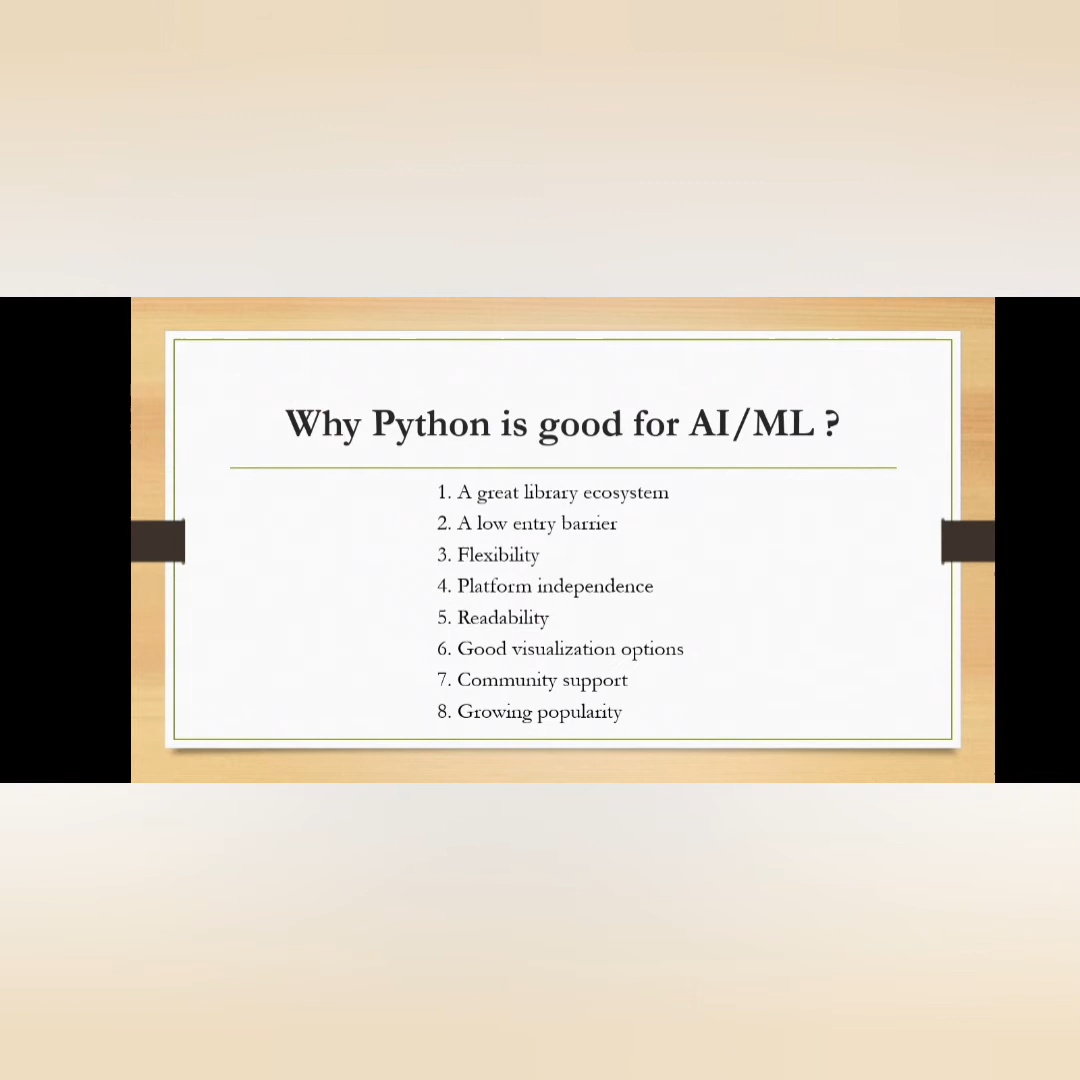 Why Python is good for AI/ML ?
1. A great library ecosystem
2. A low entry barrier
3. Flexibility
4. Platform independence
5. Readability
6. Good visualization options
7. Community support
8. Growing popularity